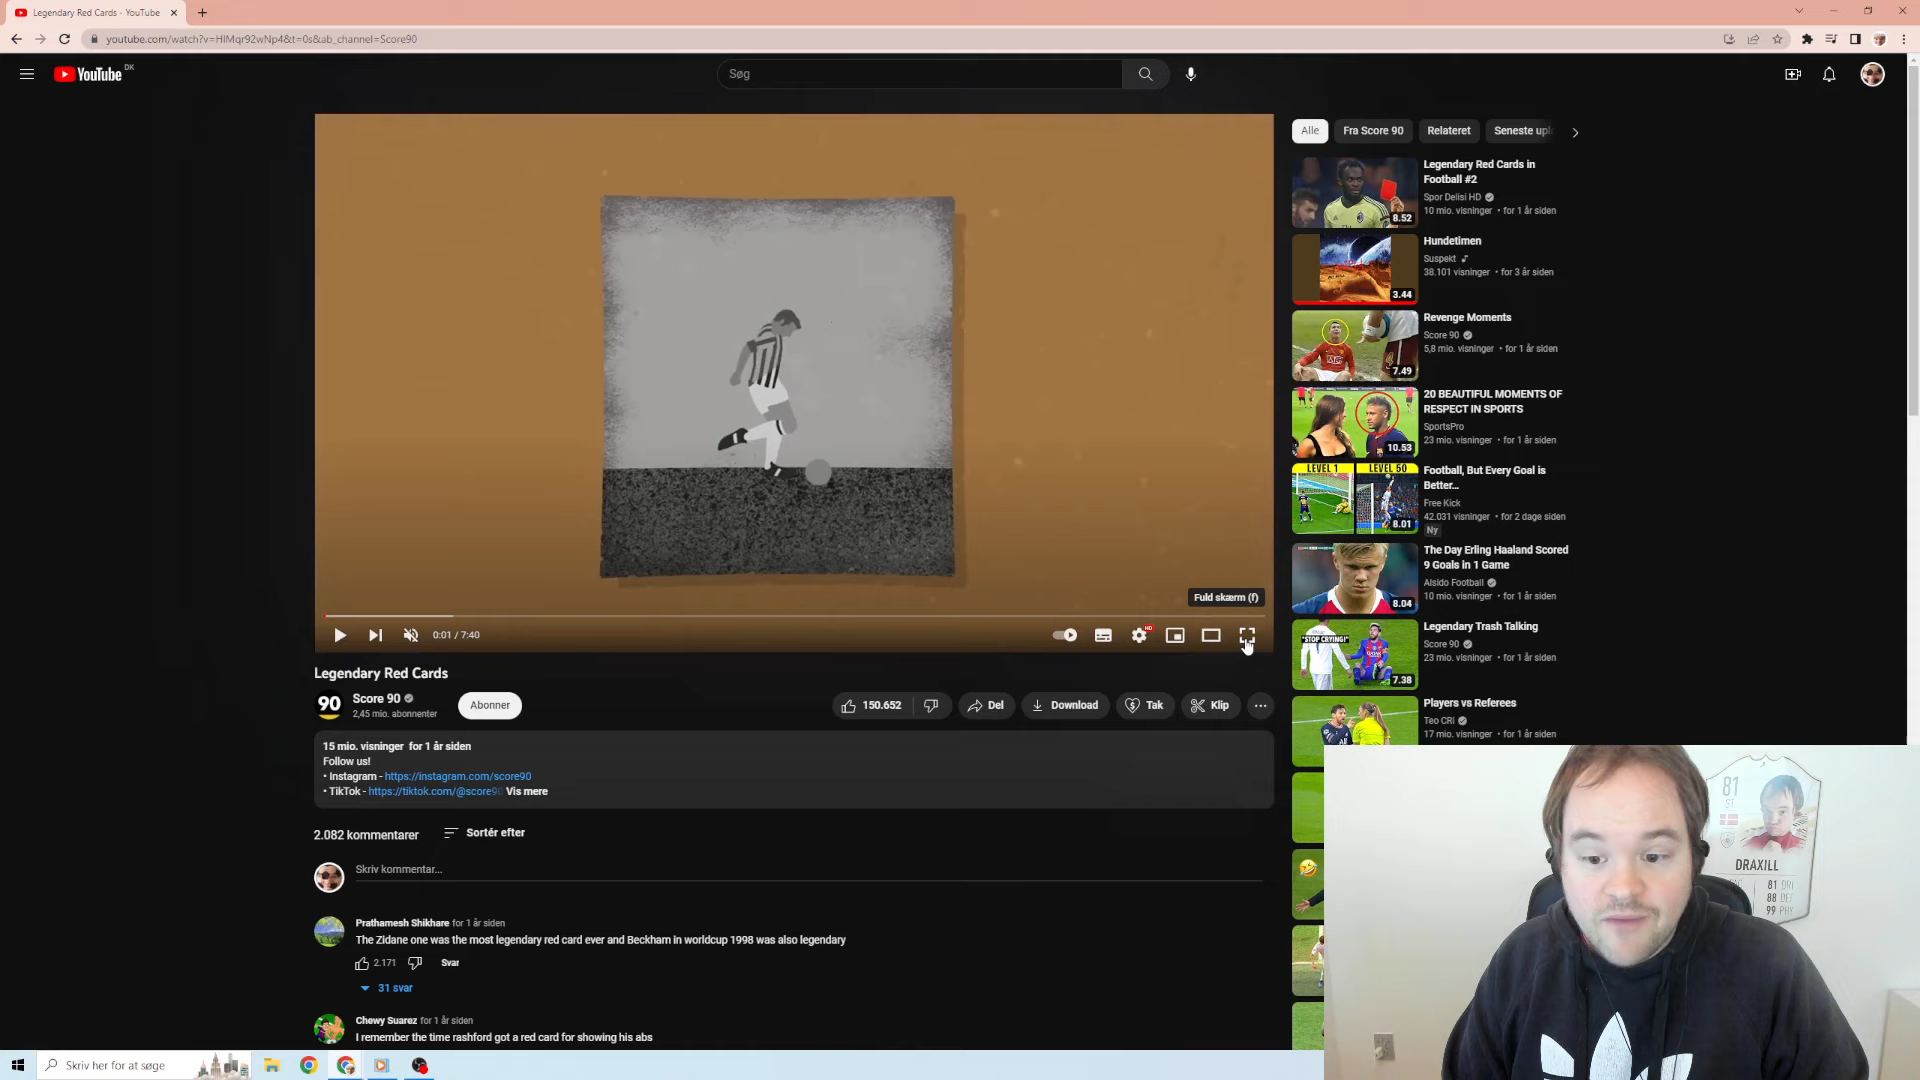 Legendary Red Cards - YouTube
youtube.com/watch?v=HlMqr92wNp4&t=0s&ab_channel=Score90
YouTube DK
Søg
Fuld skærm (f)
0:01 / 7:40
HD
Legendary Red Cards
90
Score 90
2,45 mio. abonnenter
Abonner
150.652
Del
Download
Tak
Klip
15 mio. visninger for 1 år siden
Follow us!
• Instagram - https://instagram.com/score90
• TikTok - https://tiktok.com/@score90 Vis mere
2.082 kommentarer
Sortér efter
Skriv kommentar...
Prathamesh Shikhare for 1 år siden
The Zidane one was the most legendary red card ever and Beckham in worldcup 1998 was also legendary
2.171
Svar
31 svar
Chewy Suarez for 1 år siden
I remember the time rashford got a red card for showing his abs
Alle
Fra Score 90
Relateret
Seneste
Legendary Red Cards in
Football #2
Spor Delisi HD
10 mio. visninger • for 1 år siden
8.52
Hundetimen
Suspekt
38.101 visninger • for 3 år siden
3.44
Revenge Moments
Score 90
5,8 mio. visninger • for 1 år siden
7.49
20 BEAUTIFUL MOMENTS OF
RESPECT IN SPORTS
SportsPro
23 mio. visninger • for 1 år siden
10.53
LEVEL 1
LEVEL 50
Football, But Every Goal is
Better...
Free Kick
42.031 visninger • for 2 dage siden
Ny
8.01
The Day Erling Haaland Scored
9 Goals in 1 Game
Alsido Football
10 mio. visninger • for 1 år siden
8.04
"STOP CRYING!"
Legendary Trash Talking
Score 90
23 mio. visninger • for 1 år siden
7.38
Players vs Referees
Teo CRi
17 mio. visninger • for 1 år siden
81
ST
DRAXILL
81 DRI
88 DEF
99 PHY
Skriv her for at søge